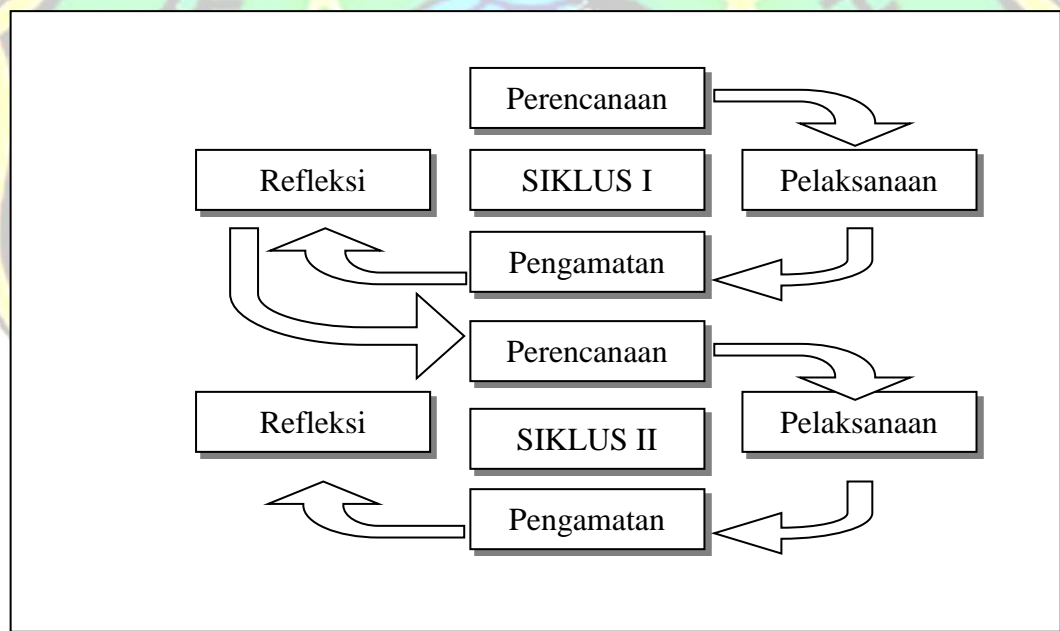 Perencanaan
Refleksi
SIKLUS I
Pelaksanaan
Pengamatan
Perencanaan
Refleksi
SIKLUS II
Pelaksanaan
Pengamatan